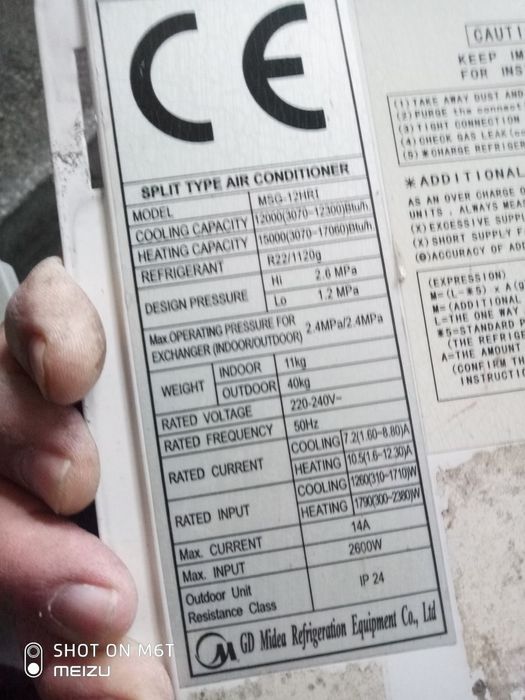 CE
SPLIT TYPE AIR CONDITIONER
MODEL MSG-12HR1
COOLING CAPACITY 12000(3070-12300)Btu/h
HEATING CAPACITY 15000(3070-17060)Btu/h
REFRIGERANT R22/1120g
DESIGN PRESSURE Hi 2.6 MPa
Lo 1.2 MPa
Max.OPERATING PRESSURE FOR
EXCHANGER (INDOOR/OUTDOOR) 2.4MPa/2.4MPa
WEIGHT INDOOR 11kg
OUTDOOR 40kg
RATED VOLTAGE 220-240V~
RATED FREQUENCY 50Hz
RATED CURRENT COOLING 7.2(1.60~8.80)A
HEATING 10.5(1.6~12.30)A
RATED INPUT COOLING 1260(310~1710)W
HEATING 1790(300~2380)W
Max. CURRENT 14A
Max. INPUT 2600W
Outdoor Unit
Resistance Class IP 24
GD Midea Refrigeration Equipment Co., Ltd
CAUTI
KEEP IM
FOR INS
(1) TAKE AWAY DUST AND
(2) PURGE the connect
(3) TIGHT CONNECTION
(4) CHECK GAS LEAK
(5) * CHARGE REFRIGER
* ADDITIONAL
AS AN OVER CHARGE
UNITS , ALWAYS MEA
(X) EXCESSIVE SUPP
(X) SHORT SUPPLY F
ACCURACY OF AD
(EXPRESSION)
M=(L-*5) × A(g
M=(ADDITIONAL
L=THE ONE WAY
*5=STANDARD
(THE REFRIGE
A=THE AMOUNT
(CONFIRM
INSTRUCTI
SHOT ON M6T
MEIZU